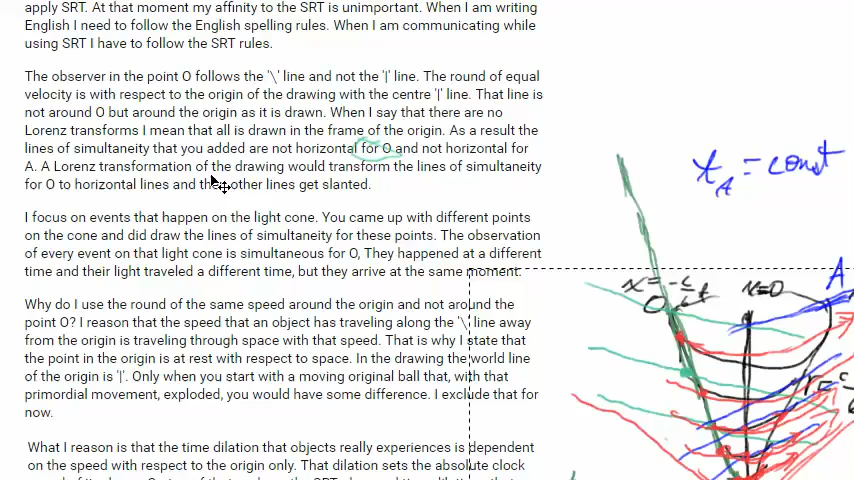 apply SRT. At that moment my affinity to the SRT is unimportant. When I am writing
English I need to follow the English spelling rules. When I am communicating while
using SRT I have to follow the SRT rules.
The observer in the point O follows the '\' line and not the '|' line. The round of equal
velocity is with respect to the origin of the drawing with the centre '|' line. That line is
not around O but around the origin as it is drawn. When I say that there are no
Lorenz transforms I mean that all is drawn in the frame of the origin. As a result the
lines of simultaneity that you added are not horizontal for O and not horizontal for
A. A Lorenz transformation of the drawing would transform the lines of simultaneity
for O to horizontal lines and the other lines get slanted.
I focus on events that happen on the light cone. You came up with different points
on the cone and did draw the lines of simultaneity for these points. The observation
of every event on that light cone is simultaneous for O, They happened at a different
time and their light traveled a different time, but they arrive at the same moment.
Why do I use the round of the same speed around the origin and not around the
point O? I reason that the speed that an object has traveling along the '\' line away
from the origin is traveling through space with that speed. That is why I state that
the point in the origin is at rest with respect to space. In the drawing the world line
of the origin is '|'. Only when you start with a moving original ball that, with that
primordial movement, exploded, you would have some difference. I exclude that for
now.
What I reason is that the time dilation that objects really experiences is dependent
on the speed with respect to the origin only. That dilation sets the absolute clock
t_A = const
A
O